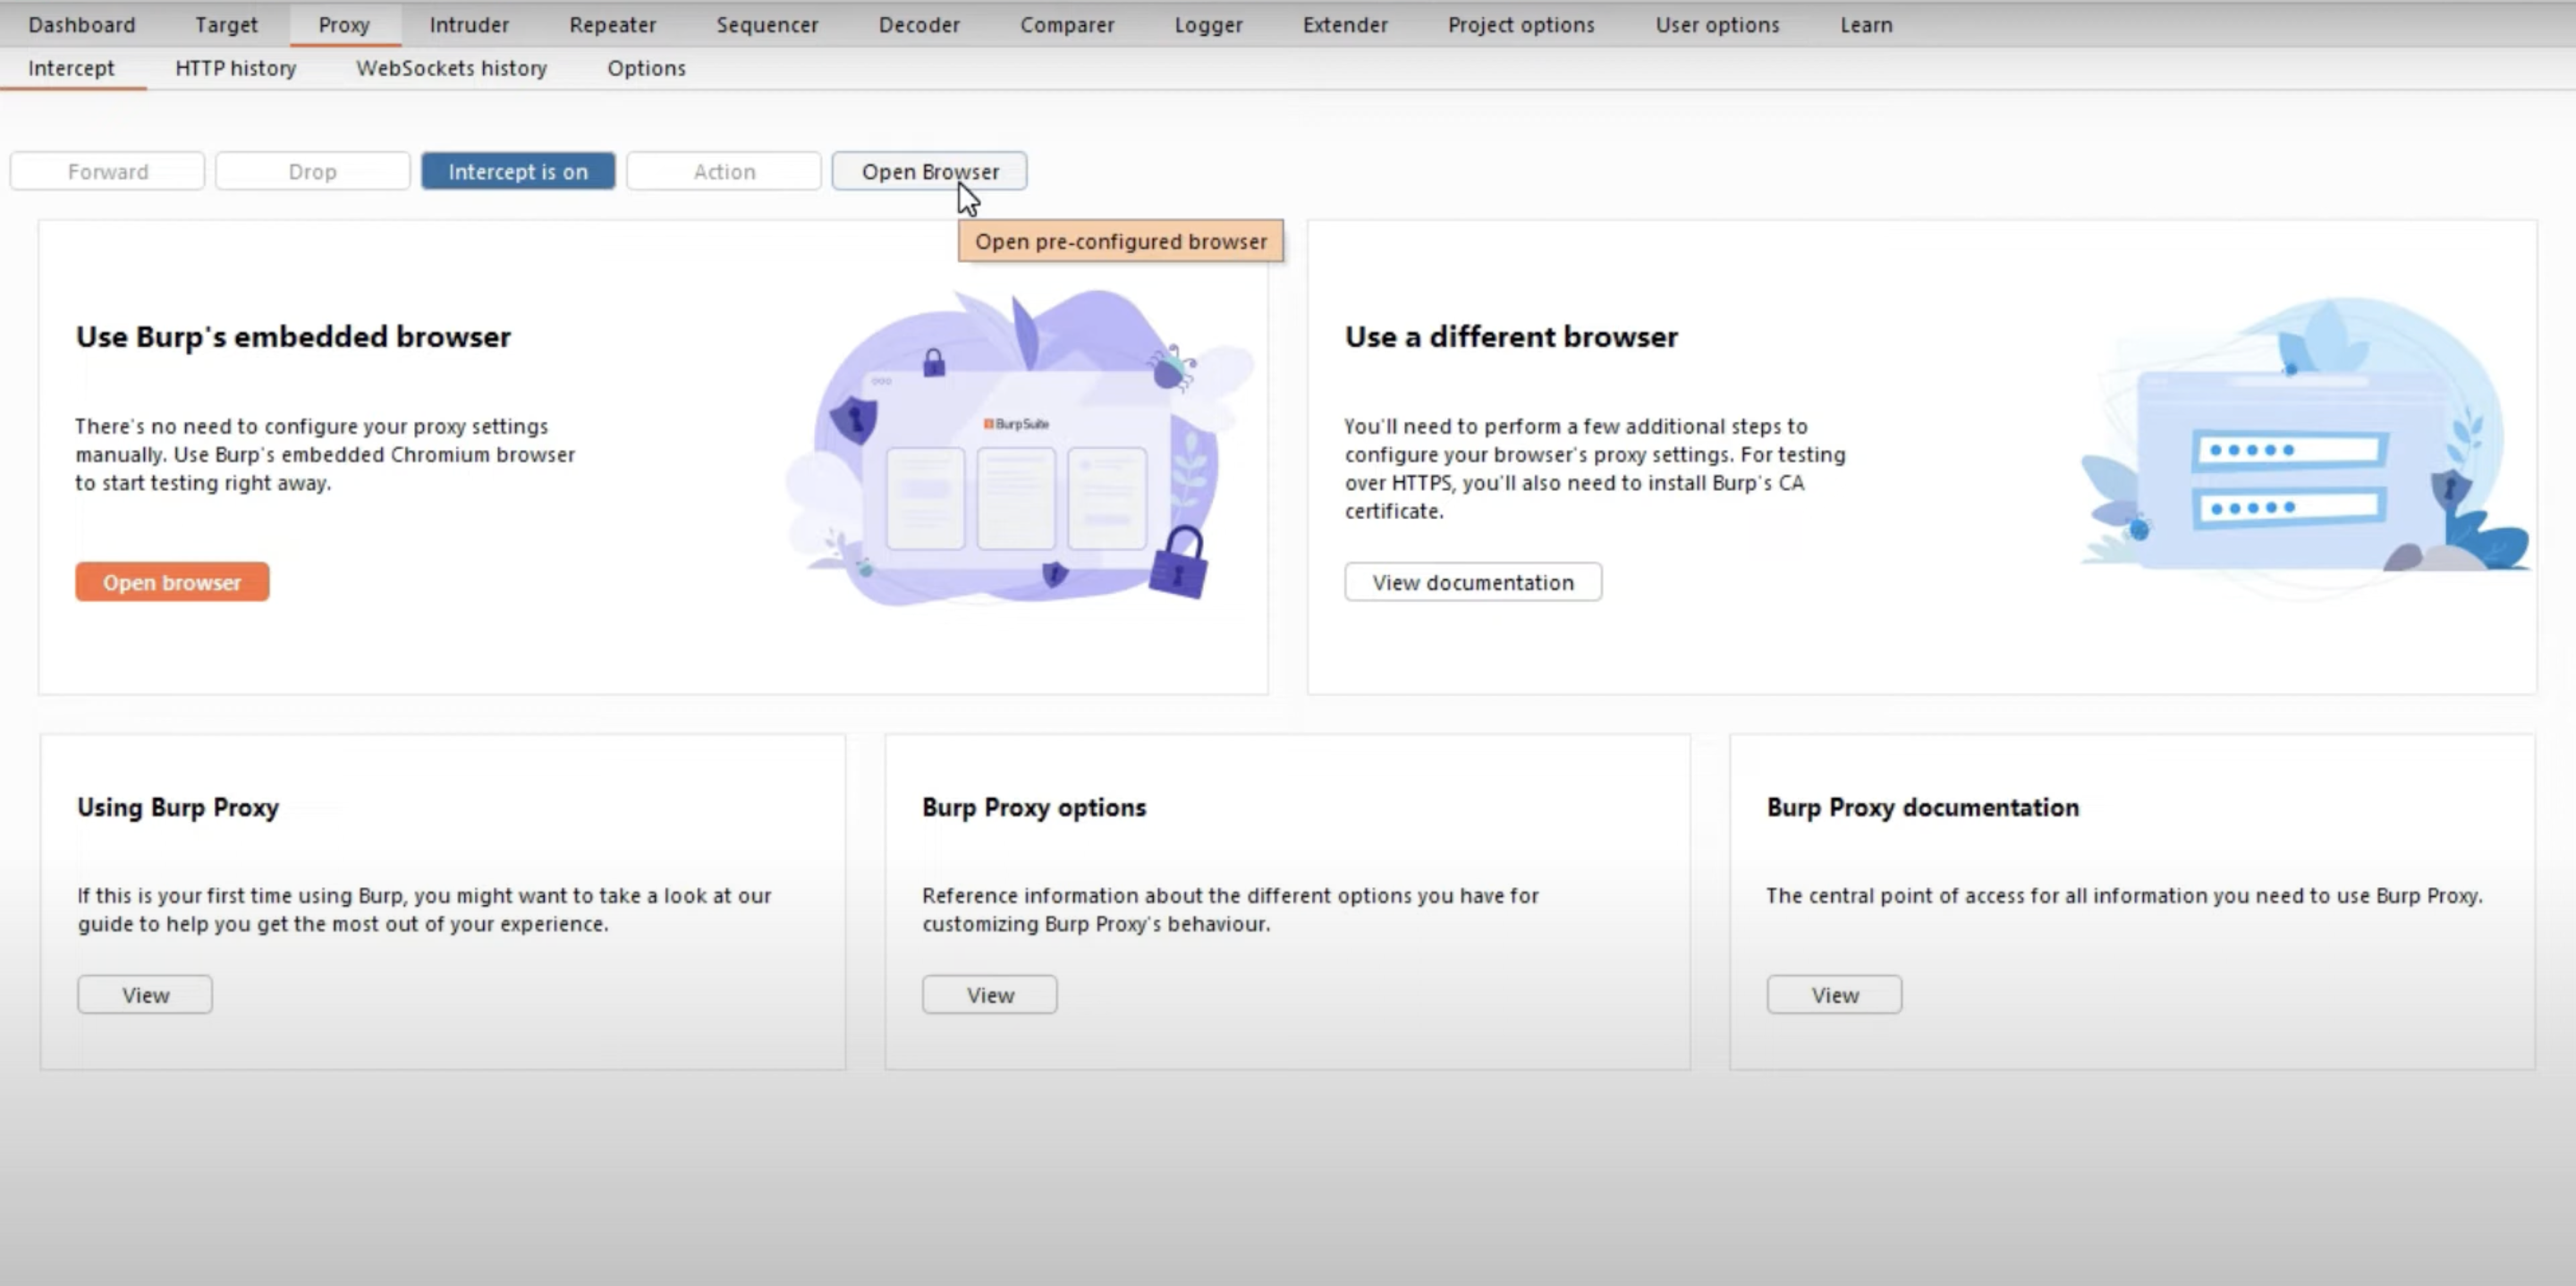 Dashboard Target Proxy Intruder Repeater Sequencer Decoder Comparer Logger Extender Project options User options Learn
Intercept HTTP history WebSockets history Options
Forward Drop Intercept is on Action Open Browser
Open pre-configured browser
Use Burp's embedded browser
There's no need to configure your proxy settings
manually. Use Burp's embedded Chromium browser
to start testing right away.
Open browser
BurpSuite
Use a different browser
You'll need to perform a few additional steps to
configure your browser's proxy settings. For testing
over HTTPS, you'll also need to install Burp's CA
certificate.
View documentation
Using Burp Proxy
If this is your first time using Burp, you might want to take a look at our
guide to help you get the most out of your experience.
View
Burp Proxy options
Reference information about the different options you have for
customizing Burp Proxy's behaviour.
View
Burp Proxy documentation
The central point of access for all information you need to use Burp Proxy.
View